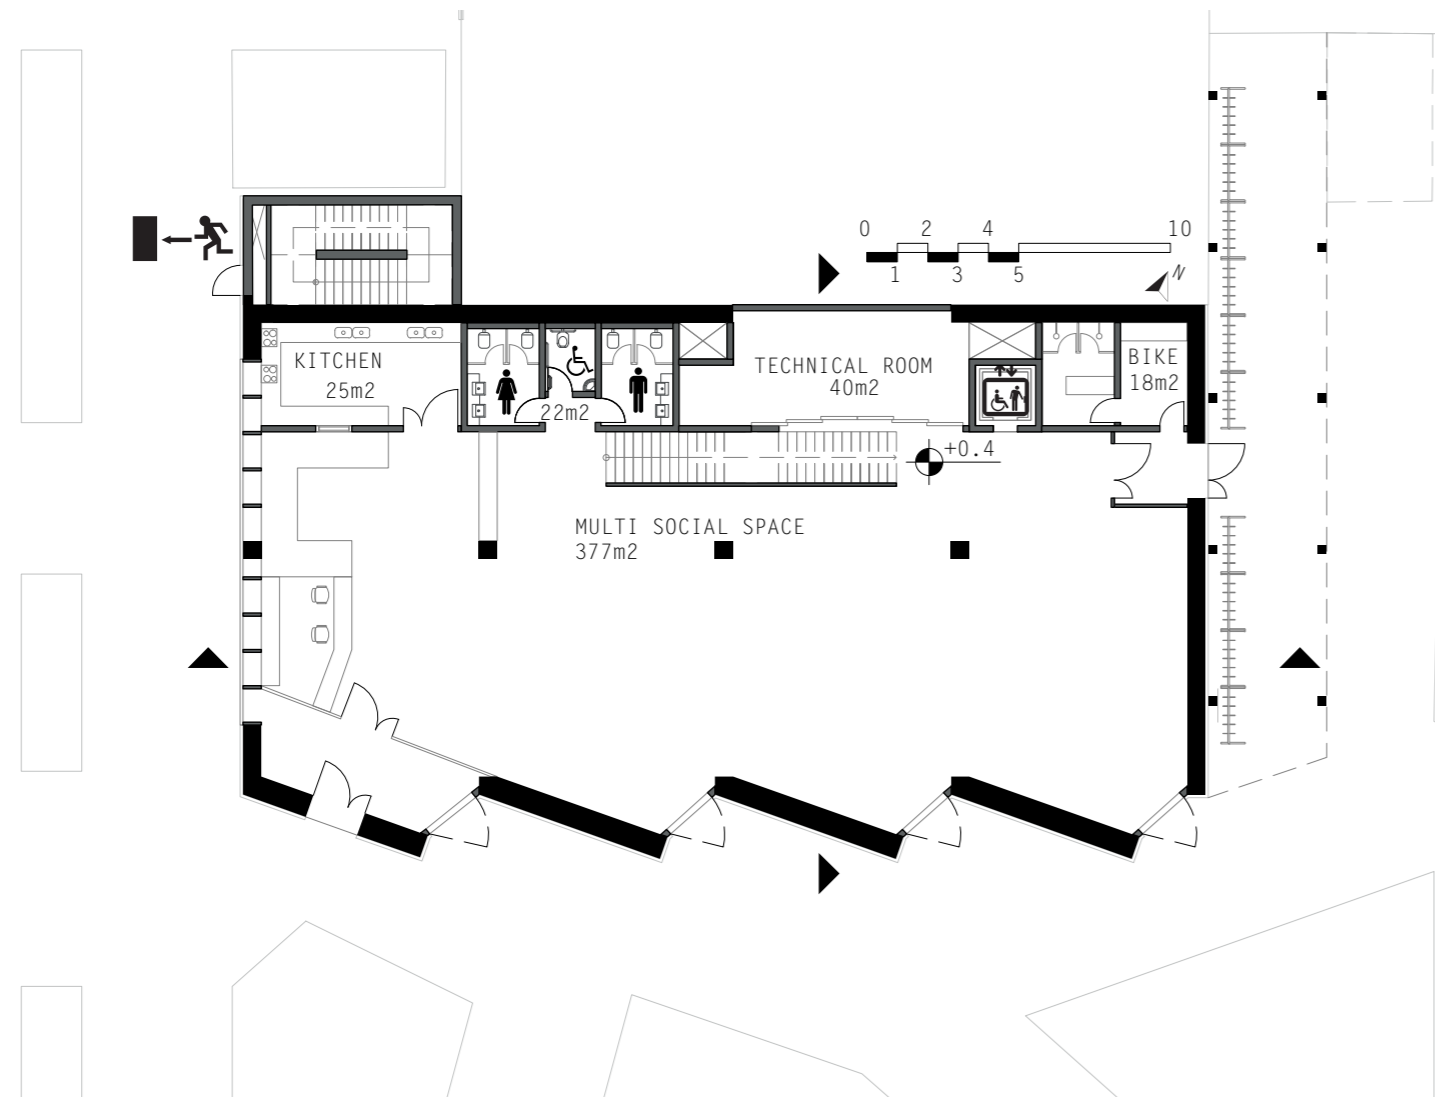 0 2 4 10
1 3 5
N
KITCHEN
25m2
22m2
TECHNICAL ROOM
40m2
BIKE
18m2
+0.4
MULTI SOCIAL SPACE
377m2